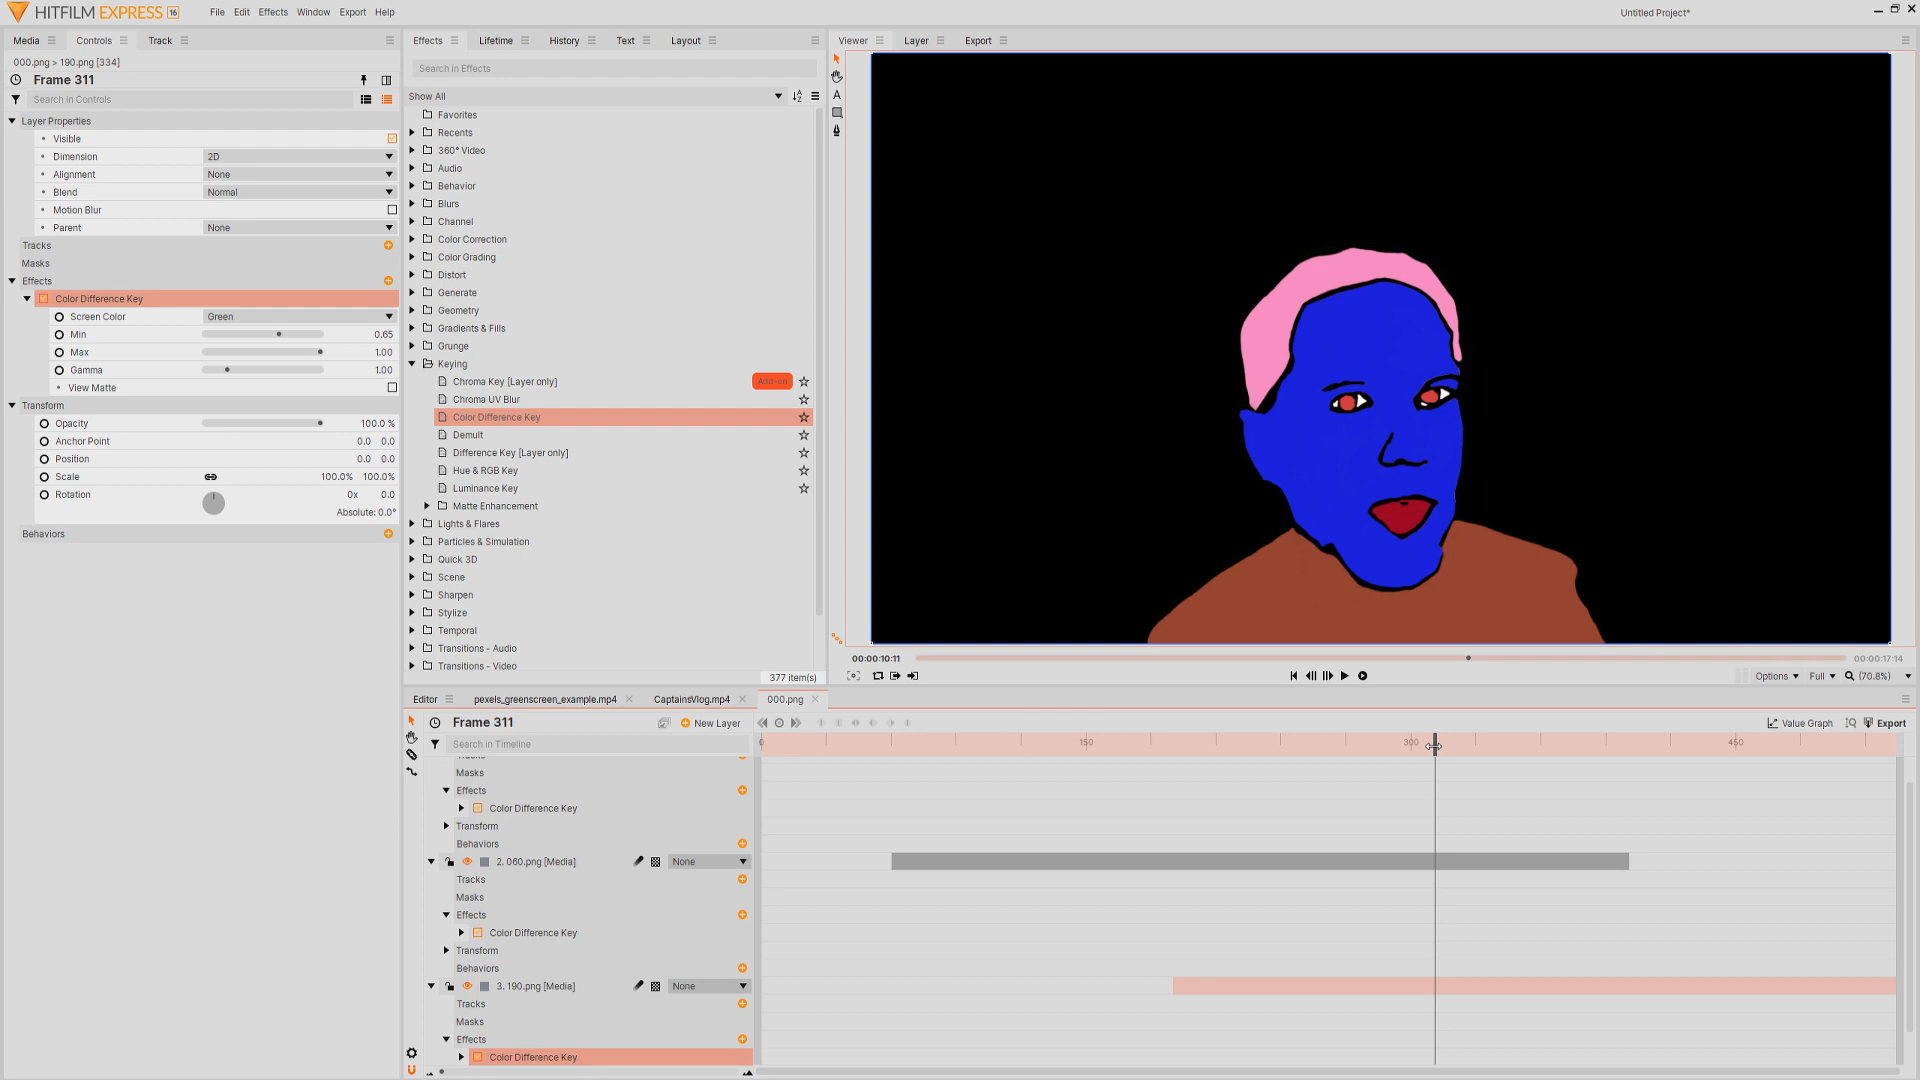 HITFILM EXPRESS 16
File Edit Effects Window Export Help
Untitled Project*
Media Controls Track
000.png > 190.png [334]
Frame 311
Search in Controls
Layer Properties
Visible
Dimension 2D
Alignment None
Blend Normal
Motion Blur
Parent None
Tracks
Masks
Effects
Color Difference Key
Screen Color Green
Min 0.65
Max 1.00
Gamma 1.00
View Matte
Transform
Opacity 100.0 %
Anchor Point 0.0 0.0
Position 0.0 0.0
Scale 100.0% 100.0%
Rotation 0x 0.0
Absolute: 0.0°
Behaviors
Effects Lifetime History Text Layout
Search in Effects
Show All
Favorites
Recents
360° Video
Audio
Behavior
Blurs
Channel
Color Correction
Color Grading
Distort
Generate
Geometry
Gradients & Fills
Grunge
Keying
Chroma Key [Layer only] Add-on
Chroma UV Blur
Color Difference Key
Demult
Difference Key [Layer only]
Hue & RGB Key
Luminance Key
Matte Enhancement
Lights & Flares
Particles & Simulation
Quick 3D
Scene
Sharpen
Stylize
Temporal
Transitions - Audio
Transitions - Video
377 item(s)
Viewer Layer Export
A
00:00:10:11
00:00:17:14
Options Full (70.8%)
Editor pexels_greenscreen_example.mp4 CaptainsVlog.mp4 000.png
Frame 311
New Layer
Value Graph Export
Search in Timeline
0 150 300 450
Tracks
Masks
Effects
Color Difference Key
Transform
Behaviors
2. 060.png [Media] None
Tracks
Masks
Effects
Color Difference Key
Transform
Behaviors
3. 190.png [Media] None
Tracks
Masks
Effects
Color Difference Key